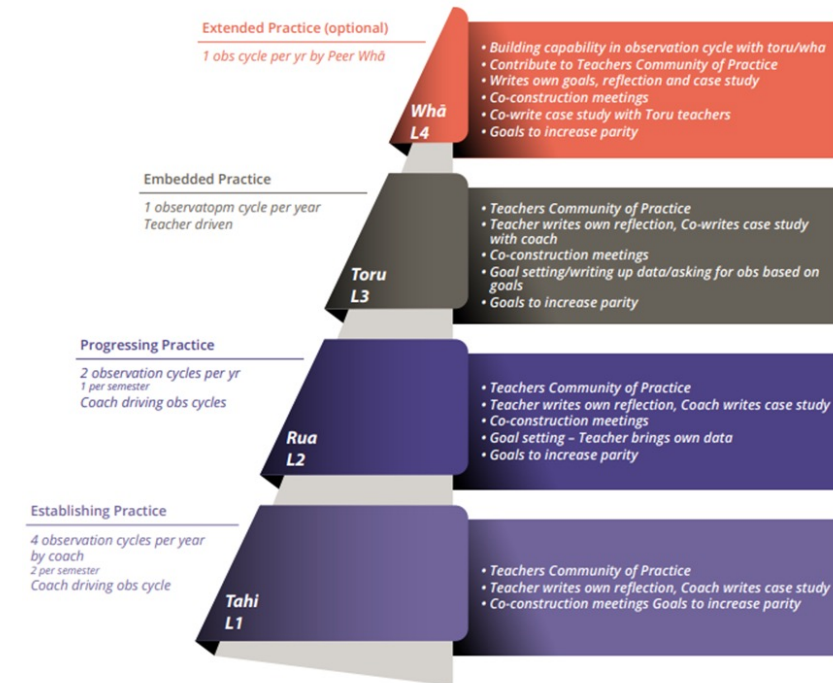 Extended Practice (optional)
1 obs cycle per yr by Peer Whā
Whā
L4
• Building capability in observation cycle with toru/wha
• Contribute to Teachers Community of Practice
• Writes own goals, reflection and case study
• Co-construction meetings
• Co-write case study with Toru teachers
• Goals to increase parity
Embedded Practice
1 observatopm cycle per year
Teacher driven
Toru
L3
• Teachers Community of Practice
• Teacher writes own reflection, Co-writes case study
with coach
• Co-construction meetings
• Goal setting/writing up data/asking for obs based on
goals
• Goals to increase parity
Progressing Practice
2 observation cycles per yr
1 per semester
Coach driving obs cycles
Rua
L2
• Teachers Community of Practice
• Teacher writes own reflection, Coach writes case study
• Co-construction meetings
• Goal setting – Teacher brings own data
• Goals to increase parity
Establishing Practice
4 observation cycles per year
by coach
2 per semester
Coach driving obs cycle
Tahi
L1
• Teachers Community of Practice
• Teacher writes own reflection, Coach writes case study
• Co-construction meetings Goals to increase parity